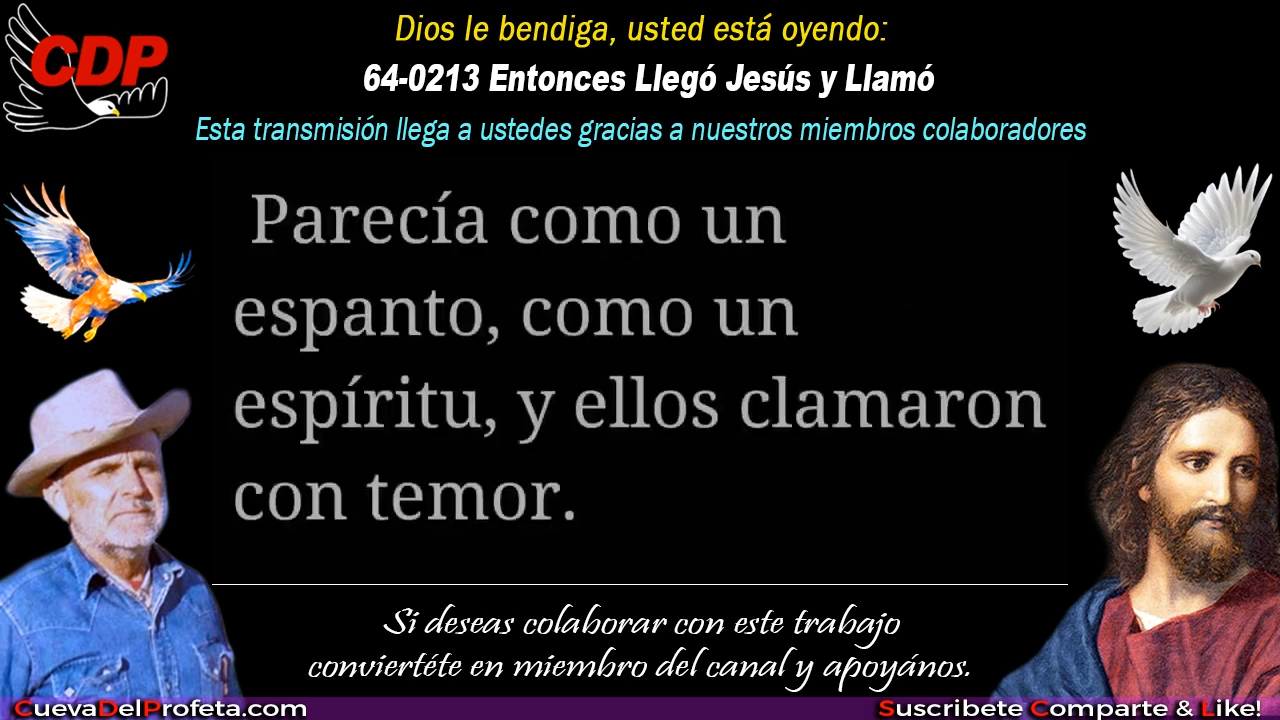 CDP
Dios le bendiga, usted está oyendo:
64-0213 Entonces Llegó Jesús y Llamó
Esta transmisión llega a ustedes gracias a nuestros miembros colaboradores
Parecía como un
espanto, como un
espíritu, y ellos clamaron
con temor.
Si deseas colaborar con este trabajo
conviertéte en miembro del canal y apoyános.
CuevaDelProfeta.com
Suscribete Comparte & Like!